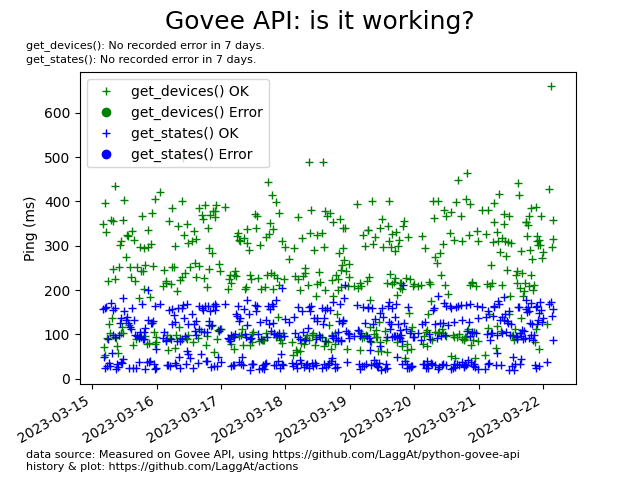 Govee API: is it working?
get_devices(): No recorded error in 7 days.
get_states(): No recorded error in 7 days.
get_devices() OK
get_devices() Error
get_states() OK
get_states() Error
Ping (ms)
600
500
400
300
200
100
0
2023-03-15
2023-03-16
2023-03-17
2023-03-18
2023-03-19
2023-03-20
2023-03-21
2023-03-22
data source: Measured on Govee API, using https://github.com/LaggAt/python-govee-api
history & plot: https://github.com/LaggAt/actions